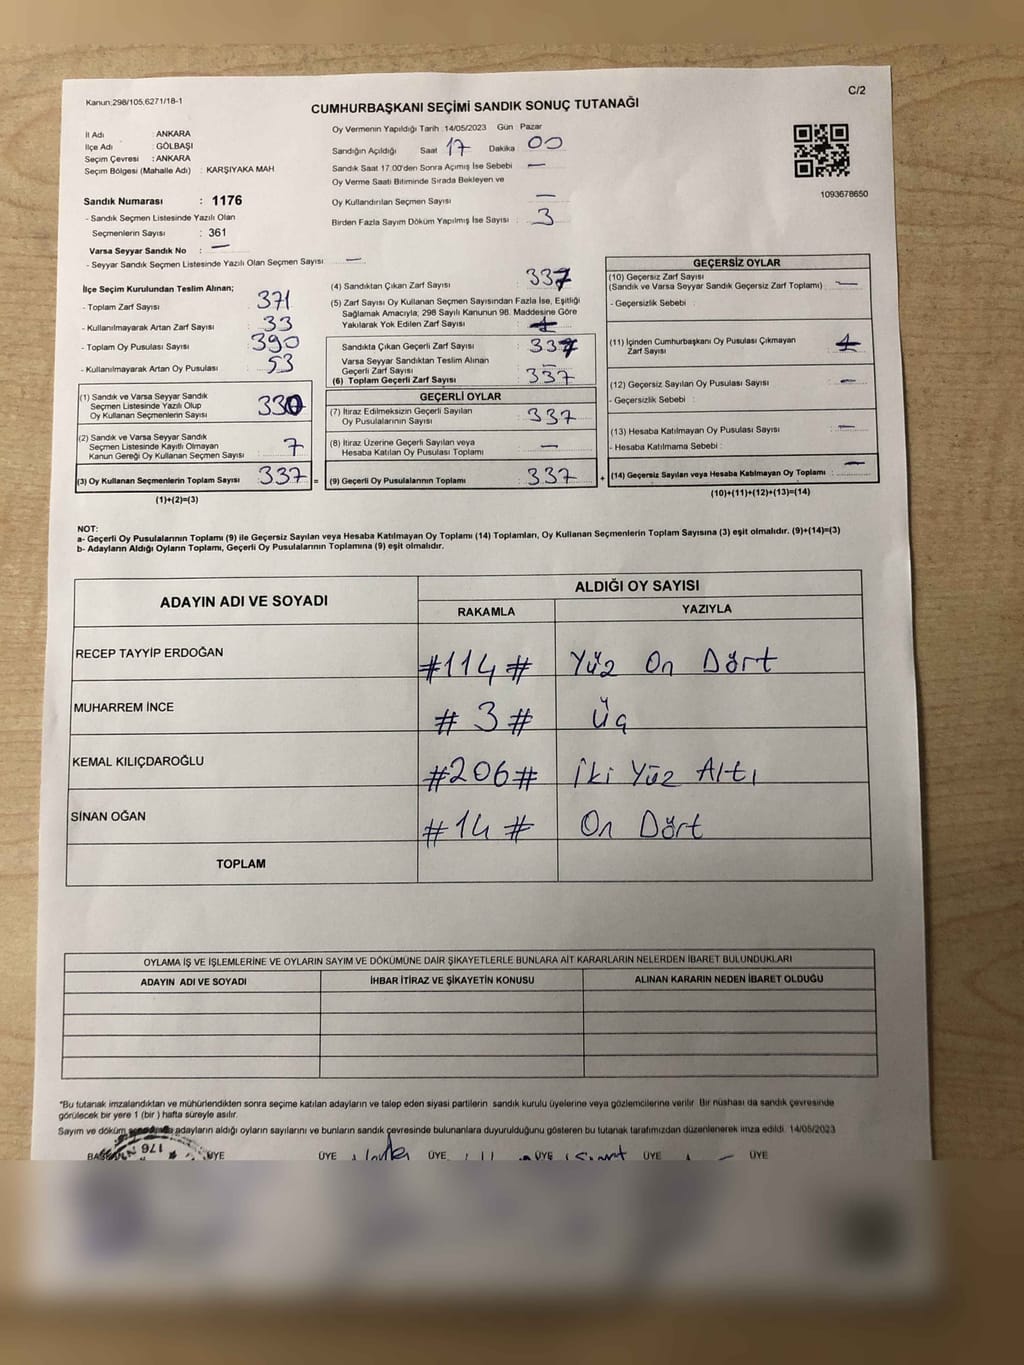 Kanun;298/105,6271/18-1
C/2
CUMHURBAŞKANI SEÇİMİ SANDIK SONUÇ TUTANAĞI
İl Adı : ANKARA
İlçe Adı : GÖLBAŞI
Seçim Çevresi : ANKARA
Seçim Bölgesi (Mahalle Adı) : KARŞIYAKA MAH
Oy Vermenin Yapıldığı Tarih :14/05/2023 Gün Pazar
Sandığın Açıldığı Saat 17 Dakika 00
Sandık Saat 17.00'den Sonra Açımış İse Sebebi —
Oy Verme Saati Bitiminde Sırada Bekleyen ve
Oy Kullandırılan Seçmen Sayısı —
Birden Fazla Sayım Döküm Yapılmış İse Sayısı : 3
1093678650
Sandık Numarası : 1176
- Sandık Seçmen Listesinde Yazılı Olan
Seçmenlerin Sayısı : 361
Varsa Seyyar Sandık No : —
- Seyyar Sandık Seçmen Listesinde Yazılı Olan Seçmen Sayısı : —
İlçe Seçim Kurulundan Teslim Alınan;
- Toplam Zarf Sayısı : 371
- Kullanılmayarak Artan Zarf Sayısı : 33
- Toplam Oy Pusulası Sayısı : 390
- Kullanılmayarak Artan Oy Pusulası : 53
(1) Sandık ve Varsa Seyyar Sandık
Seçmen Listesinde Yazılı Olup
Oy Kullanan Seçmenlerin Sayısı 330
(2) Sandık ve Varsa Seyyar Sandık
Seçmen Listesinde Kayıtlı Olmayan
Kanun Gereği Oy Kullanan Seçmen Sayısı 7
(3) Oy Kullanan Seçmenlerin Toplam Sayısı 337 =
(1)+(2)=(3)
(4) Sandıktan Çıkan Zarf Sayısı : 337
(5) Zarf Sayısı Oy Kullanan Seçmen Sayısından Fazla İse, Eşitliği
Sağlamak Amacıyla; 298 Sayılı Kanunun 98. Maddesine Göre
Yakılarak Yok Edilen Zarf Sayısı
Sandıkta Çıkan Geçerli Zarf Sayısı : 337
Varsa Seyyar Sandıktan Teslim Alınan
Geçerli Zarf Sayısı : —
(6) Toplam Geçerli Zarf Sayısı : 337
GEÇERLİ OYLAR
(7) İtiraz Edilmeksizin Geçerli Sayılan
Oy Pusulalarının Sayısı : 337
(8) İtiraz Üzerine Geçerli Sayılan veya
Hesaba Katılan Oy Pusulası Toplamı : —
(9) Geçerli Oy Pusulalarının Toplamı : 337 +
GEÇERSİZ OYLAR
(10) Geçersiz Zarf Sayısı
(Sandık ve Varsa Seyyar Sandık Geçersiz Zarf Toplamı) : —
- Geçersizlik Sebebi :
(11) İçinden Cumhurbaşkanı Oy Pusulası Çıkmayan
Zarf Sayısı
(12) Geçersiz Sayılan Oy Pusulası Sayısı : —
- Geçersizlik Sebebi :
(13) Hesaba Katılmayan Oy Pusulası Sayısı : —
- Hesaba Katılmama Sebebi :
(14) Geçersiz Sayılan veya Hesaba Katılmayan Oy Toplamı : —
(10)+(11)+(12)+(13)=(14)
NOT:
a- Geçerli Oy Pusulalarının Toplamı (9) ile Geçersiz Sayılan veya Hesaba Katılmayan Oy Toplamı (14) Toplamları, Oy Kullanan Seçmenlerin Toplam Sayısına (3) eşit olmalıdır. (9)+(14)=(3)
b- Adayların Aldığı Oyların Toplamı, Geçerli Oy Pusulalarının Toplamına (9) eşit olmalıdır.
ADAYIN ADI VE SOYADI
ALDIĞI OY SAYISI
RAKAMLA YAZIYLA
RECEP TAYYİP ERDOĞAN #114# Yüz On Dört
MUHARREM İNCE #3# Üç
KEMAL KILIÇDAROĞLU #206# İki Yüz Altı
SİNAN OĞAN #14# On Dört
TOPLAM
OYLAMA İŞ VE İŞLEMLERİNE VE OYLARIN SAYIM VE DÖKÜMÜNE DAİR ŞİKAYETLERLE BUNLARA AİT KARARLARIN NELERDEN İBARET BULUNDUKLARI
ADAYIN ADI VE SOYADI İHBAR İTİRAZ VE ŞİKAYETİN KONUSU ALINAN KARARIN NEDEN İBARET OLDUĞU
"Bu tutanak imzalandıktan ve mühürlendikten sonra seçime katılan adayların ve talep eden siyasi partilerin sandık kurulu üyelerine veya gözlemcilerine verilir. Bir nüshası da sandık çevresinde
görülecek bir yere 1 (bir ) hafta süreyle asılır.
Sayım ve döküm adayların aldığı oyların sayılarını ve bunların sandık çevresinde bulunanlara duyurulduğunu gösteren bu tutanak tarafımızdan düzenlenerek imza edildi. 14/05/2023
ÜYE ÜYE ÜYE ÜYE ÜYE ÜYE